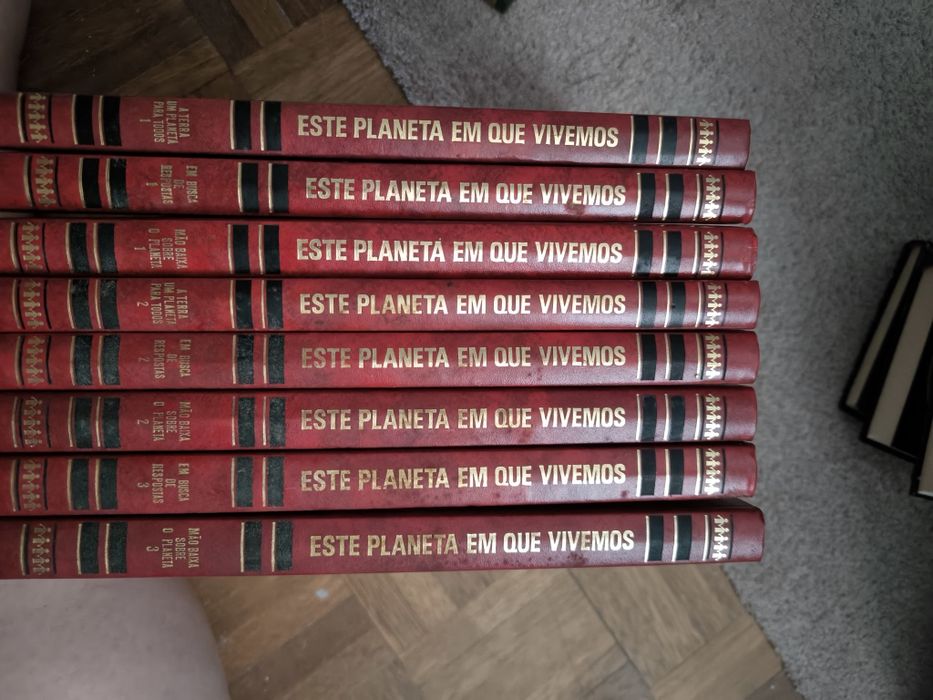 A TERRA
UM PLANETA
PARA TODOS
1
ESTE PLANETA EM QUE VIVEMOS
EM BUSCA
DE
RESPOSTAS
1
ESTE PLANETA EM QUE VIVEMOS
MÃO BAIXA
SOBRE
O PLANETA
1
ESTE PLANETA EM QUE VIVEMOS
A TERRA
UM PLANETA
PARA TODOS
2
ESTE PLANETA EM QUE VIVEMOS
EM BUSCA
DE
RESPOSTAS
2
ESTE PLANETA EM QUE VIVEMOS
MÃO BAIXA
SOBRE
O PLANETA
2
ESTE PLANETA EM QUE VIVEMOS
EM BUSCA
DE
RESPOSTAS
3
ESTE PLANETA EM QUE VIVEMOS
MÃO BAIXA
SOBRE
O PLANETA
3
ESTE PLANETA EM QUE VIVEMOS